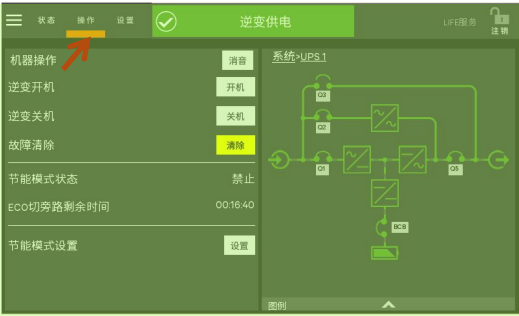 状态 操作 设置 逆变供电 LIFE服务 注销
机器操作 消音
逆变开机 开机
逆变关机 关机
故障清除 清除
节能模式状态 禁止
ECO切旁路剩余时间 00:16:40
节能模式设置 设置
系统>UPS 1
Q3
Q2
Q1
Q5
BCB
图例